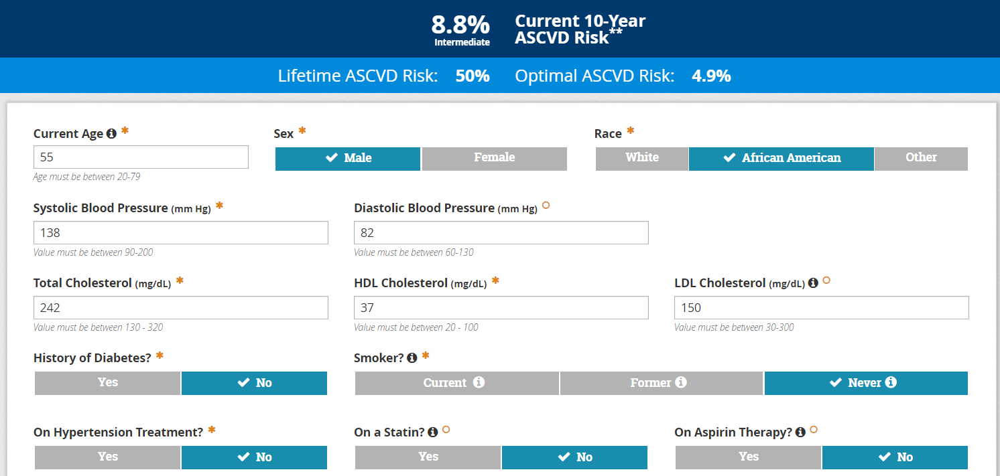 8.8% Current 10-Year
Intermediate ASCVD Risk**
Lifetime ASCVD Risk: 50% Optimal ASCVD Risk: 4.9%
Current Age * Sex * Race *
55 Male Female White African American Other
Age must be between 20-79
Systolic Blood Pressure (mm Hg) * Diastolic Blood Pressure (mm Hg)
138 82
Value must be between 90-200 Value must be between 60-130
Total Cholesterol (mg/dL) * HDL Cholesterol (mg/dL) * LDL Cholesterol (mg/dL)
242 37 150
Value must be between 130 - 320 Value must be between 20 - 100 Value must be between 30-300
History of Diabetes? * Smoker? *
Yes No Current Former Never
On Hypertension Treatment? * On a Statin? On Aspirin Therapy?
Yes No Yes No Yes No